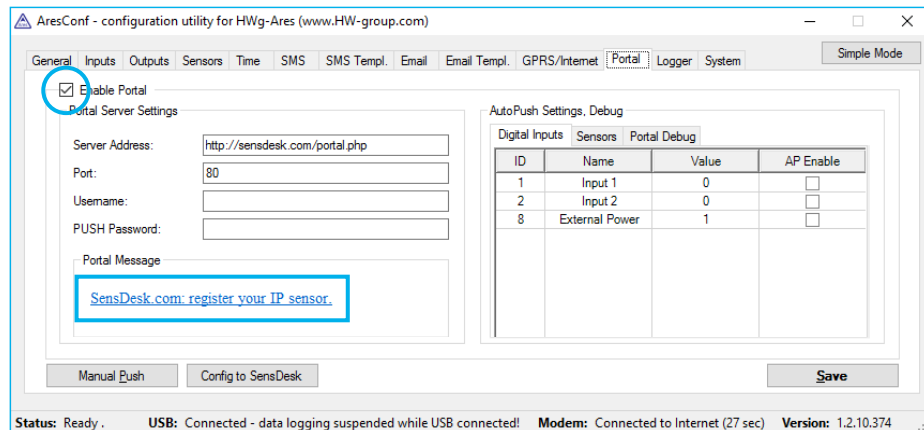 AresConf - configuration utility for HWg-Ares (www.HW-group.com)
General Inputs Outputs Sensors Time SMS SMS Templ. Email Email Templ. GPRS/Internet Portal Logger System
Simple Mode
Enable Portal
Portal Server Settings
Server Address: http://sensdesk.com/portal.php
Port: 80
Username:
PUSH Password:
Portal Message
SensDesk.com: register your IP sensor.
AutoPush Settings, Debug
Digital Inputs Sensors Portal Debug
ID Name Value AP Enable
1 Input 1 0
2 Input 2 0
8 External Power 1
Manual Push Config to SensDesk Save
Status: Ready . USB: Connected - data logging suspended while USB connected! Modem: Connected to Internet (27 sec) Version: 1.2.10.374